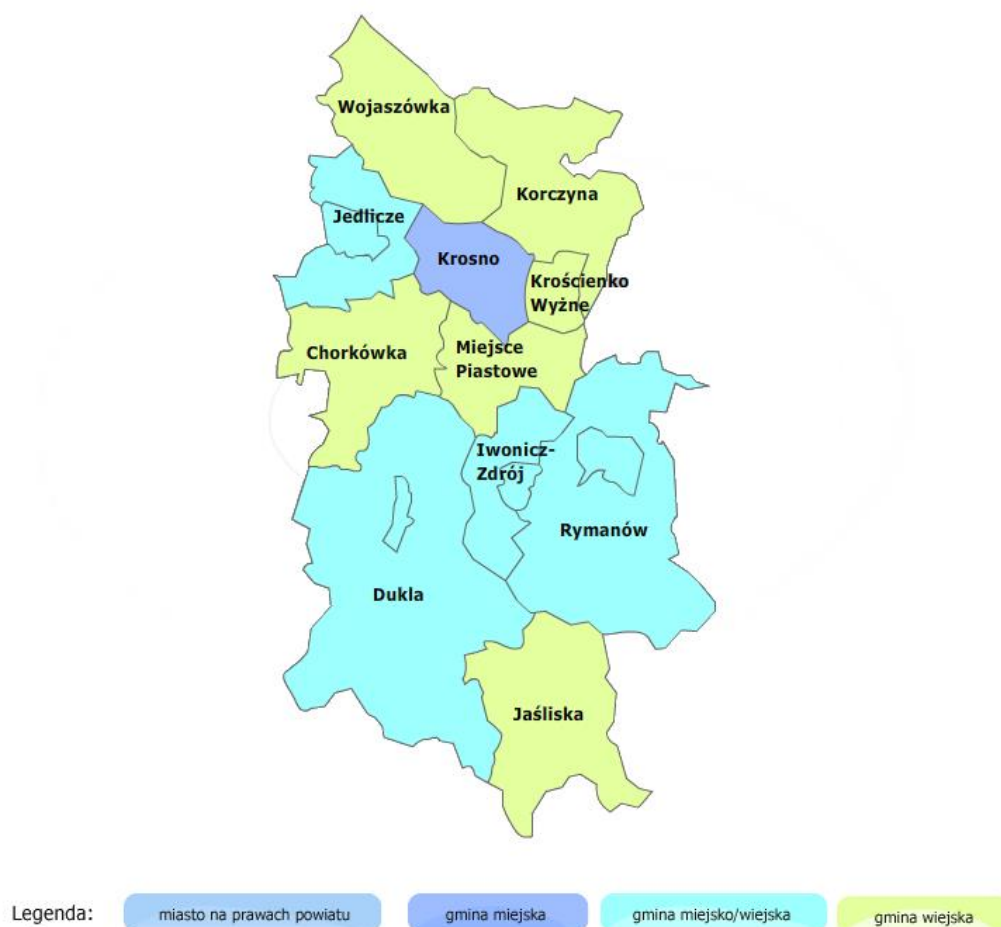 Wojaszówka
Korczyna
Jedlicze
Krosno
Krościenko
Wyżne
Chorkówka
Miejsce
Piastowe
Iwonicz-
Zdrój
Rymanów
Dukla
Jaśliska
Legenda:
miasto na prawach powiatu
gmina miejska
gmina miejsko/wiejska
gmina wiejska